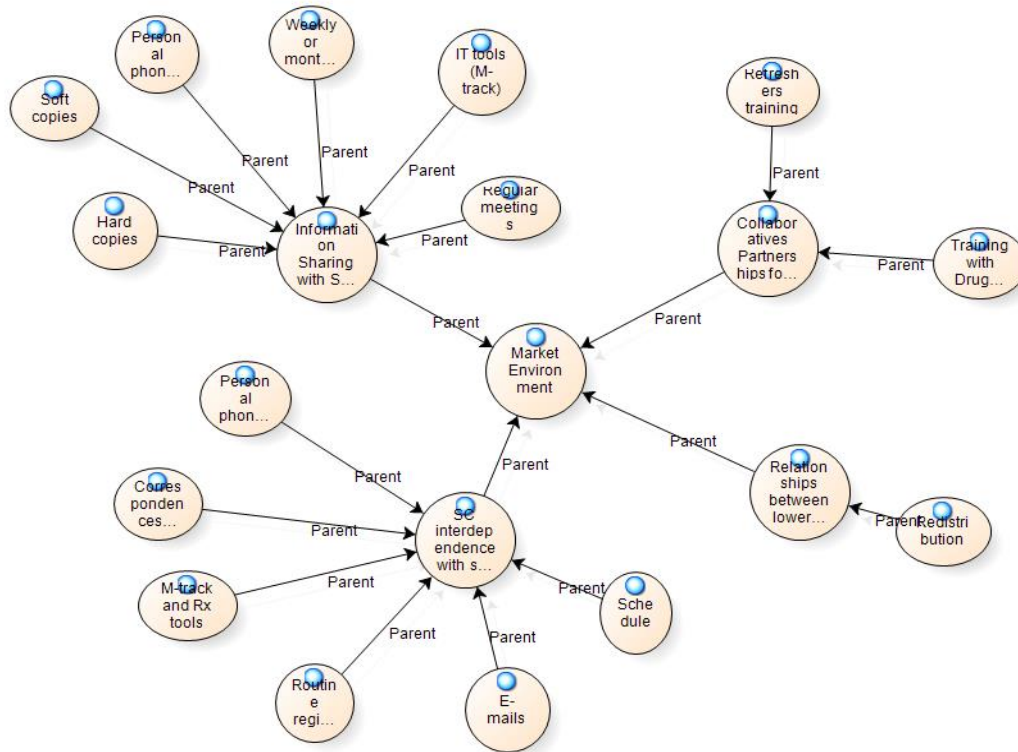 Person
al
phon…
Weekly
or
mont…
IT tools
(M-
track)
Refreshers
training
Soft
copies
Parent
Parent
Parent
Parent
Parent
Hard
copies
Parent
Informati
on
Sharing
with S…
Parent
Regular
meeting
s
Collabor
atives
Partners
hips fo…
Parent
Training
with
Drug…
Parent
Parent
Market
Environ
ment
Person
al
phon…
Parent
Parent
Parent
Relation
ships
between
lower…
Corres
ponden
ces…
Parent
SC
interdep
endence
with s…
Parent
Redistri
bution
M-track
and Rx
tools
Parent
Parent
Sche
dule
Parent
Parent
Routin
e
regi…
E-
mails